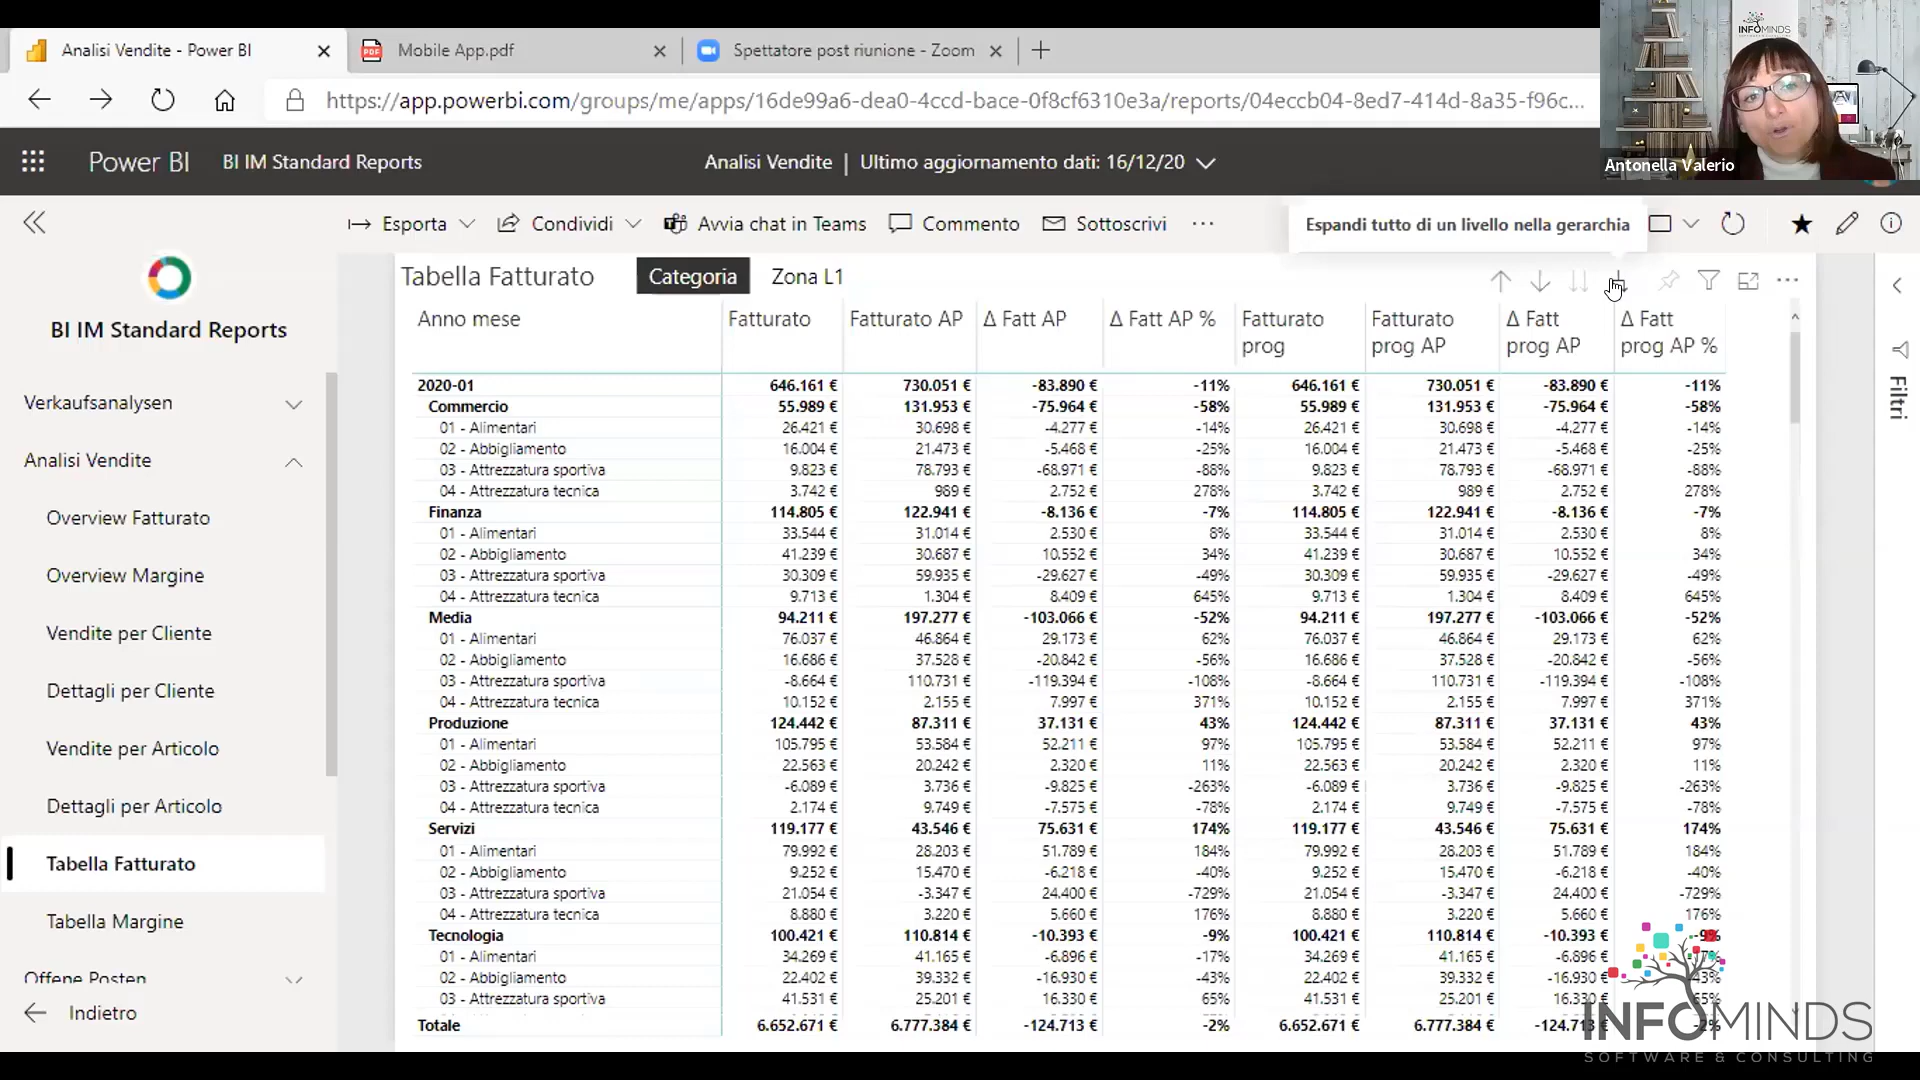 Analisi Vendite - Power BI
Mobile App.pdf
Spettatore post riunione - Zoom
https://app.powerbi.com/groups/me/apps/16de99a6-dea0-4ccd-bace-0f8cf6310e3a/reports/04eccb04-8ed7-414d-8a35-f96c...
INFOMINDS
Antonella Valerio
Power BI
BI IM Standard Reports
Analisi Vendite | Ultimo aggiornamento dati: 16/12/20
Esporta Condividi Avvia chat in Teams Commento Sottoscrivi ...
Espandi tutto di un livello nella gerarchia
BI IM Standard Reports
Verkaufsanalysen
Analisi Vendite
Overview Fatturato
Overview Margine
Vendite per Cliente
Dettagli per Cliente
Vendite per Articolo
Dettagli per Articolo
Tabella Fatturato
Tabella Margine
Offene Posten
Indietro
Tabella Fatturato Categoria Zona L1
Anno mese Fatturato Fatturato AP Δ Fatt AP Δ Fatt AP % Fatturato prog Fatturato prog AP Δ Fatt prog AP Δ Fatt prog AP %
2020-01 646.161 € 730.051 € -83.890 € -11% 646.161 € 730.051 € -83.890 € -11%
Commercio 55.989 € 131.953 € -75.964 € -58% 55.989 € 131.953 € -75.964 € -58%
01 - Alimentari 26.421 € 30.698 € -4.277 € -14% 26.421 € 30.698 € -4.277 € -14%
02 - Abbigliamento 16.004 € 21.473 € -5.468 € -25% 16.004 € 21.473 € -5.468 € -25%
03 - Attrezzatura sportiva 9.823 € 78.793 € -68.971 € -88% 9.823 € 78.793 € -68.971 € -88%
04 - Attrezzatura tecnica 3.742 € 989 € 2.752 € 278% 3.742 € 989 € 2.752 € 278%
Finanza 114.805 € 122.941 € -8.136 € -7% 114.805 € 122.941 € -8.136 € -7%
01 - Alimentari 33.544 € 31.014 € 2.530 € 8% 33.544 € 31.014 € 2.530 € 8%
02 - Abbigliamento 41.239 € 30.687 € 10.552 € 34% 41.239 € 30.687 € 10.552 € 34%
03 - Attrezzatura sportiva 30.309 € 59.935 € -29.627 € -49% 30.309 € 59.935 € -29.627 € -49%
04 - Attrezzatura tecnica 9.713 € 1.304 € 8.409 € 645% 9.713 € 1.304 € 8.409 € 645%
Media 94.211 € 197.277 € -103.066 € -52% 94.211 € 197.277 € -103.066 € -52%
01 - Alimentari 76.037 € 46.864 € 29.173 € 62% 76.037 € 46.864 € 29.173 € 62%
02 - Abbigliamento 16.686 € 37.528 € -20.842 € -56% 16.686 € 37.528 € -20.842 € -56%
03 - Attrezzatura sportiva -8.664 € 110.731 € -119.394 € -108% -8.664 € 110.731 € -119.394 € -108%
04 - Attrezzatura tecnica 10.152 € 2.155 € 7.997 € 371% 10.152 € 2.155 € 7.997 € 371%
Produzione 124.442 € 87.311 € 37.131 € 43% 124.442 € 87.311 € 37.131 € 43%
01 - Alimentari 105.795 € 53.584 € 52.211 € 97% 105.795 € 53.584 € 52.211 € 97%
02 - Abbigliamento 22.563 € 20.242 € 2.320 € 11% 22.563 € 20.242 € 2.320 € 11%
03 - Attrezzatura sportiva -6.089 € 3.736 € -9.825 € -263% -6.089 € 3.736 € -9.825 € -263%
04 - Attrezzatura tecnica 2.174 € 9.749 € -7.575 € -78% 2.174 € 9.749 € -7.575 € -78%
Servizi 119.177 € 43.546 € 75.631 € 174% 119.177 € 43.546 € 75.631 € 174%
01 - Alimentari 79.992 € 28.203 € 51.789 € 184% 79.992 € 28.203 € 51.789 € 184%
02 - Abbigliamento 9.252 € 15.470 € -6.218 € -40% 9.252 € 15.470 € -6.218 € -40%
03 - Attrezzatura sportiva 21.054 € -3.347 € 24.400 € -729% 21.054 € -3.347 € 24.400 € -729%
04 - Attrezzatura tecnica 8.880 € 3.220 € 5.660 € 176% 8.880 € 3.220 € 5.660 € 176%
Tecnologia 100.421 € 110.814 € -10.393 € -9% 100.421 € 110.814 € -10.393 € -9%
01 - Alimentari 34.269 € 41.165 € -6.896 € -17% 34.269 € 41.165 € -6.896 € -17%
02 - Abbigliamento 22.402 € 39.332 € -16.930 € -43% 22.402 € 39.332 € -16.930 € -43%
03 - Attrezzatura sportiva 41.531 € 25.201 € 16.330 € 65% 41.531 € 25.201 € 16.330 € 65%
Totale 6.652.671 € 6.777.384 € -124.713 € -2% 6.652.671 € 6.777.384 € -124.713 € -2%
Filtri
INFOMINDS
SOFTWARE & CONSULTING